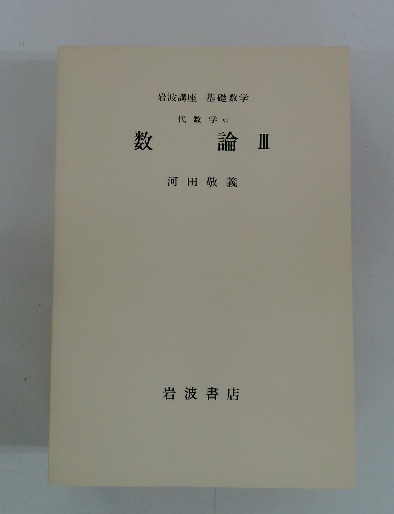 岩波講座 基礎数学
代数学
数論 III
河田敬義
岩波書店